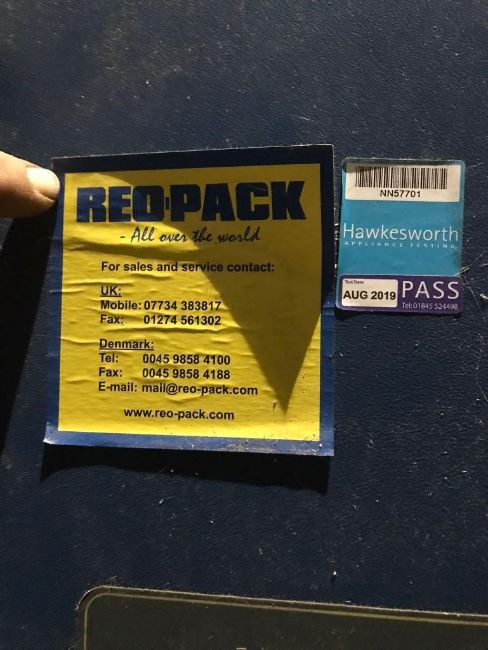 REO-PACK
- All over the world
For sales and service contact:
UK:
Mobile: 07734 383817
Fax: 01274 561302
Denmark:
Tel: 0045 9858 4100
Fax: 0045 9858 4188
E-mail: mail@reo-pack.com
www.reo-pack.com
NN57701
Hawkesworth
APPLIANCE TESTING
Test Date
AUG 2019 PASS
Tel: 01845 524498